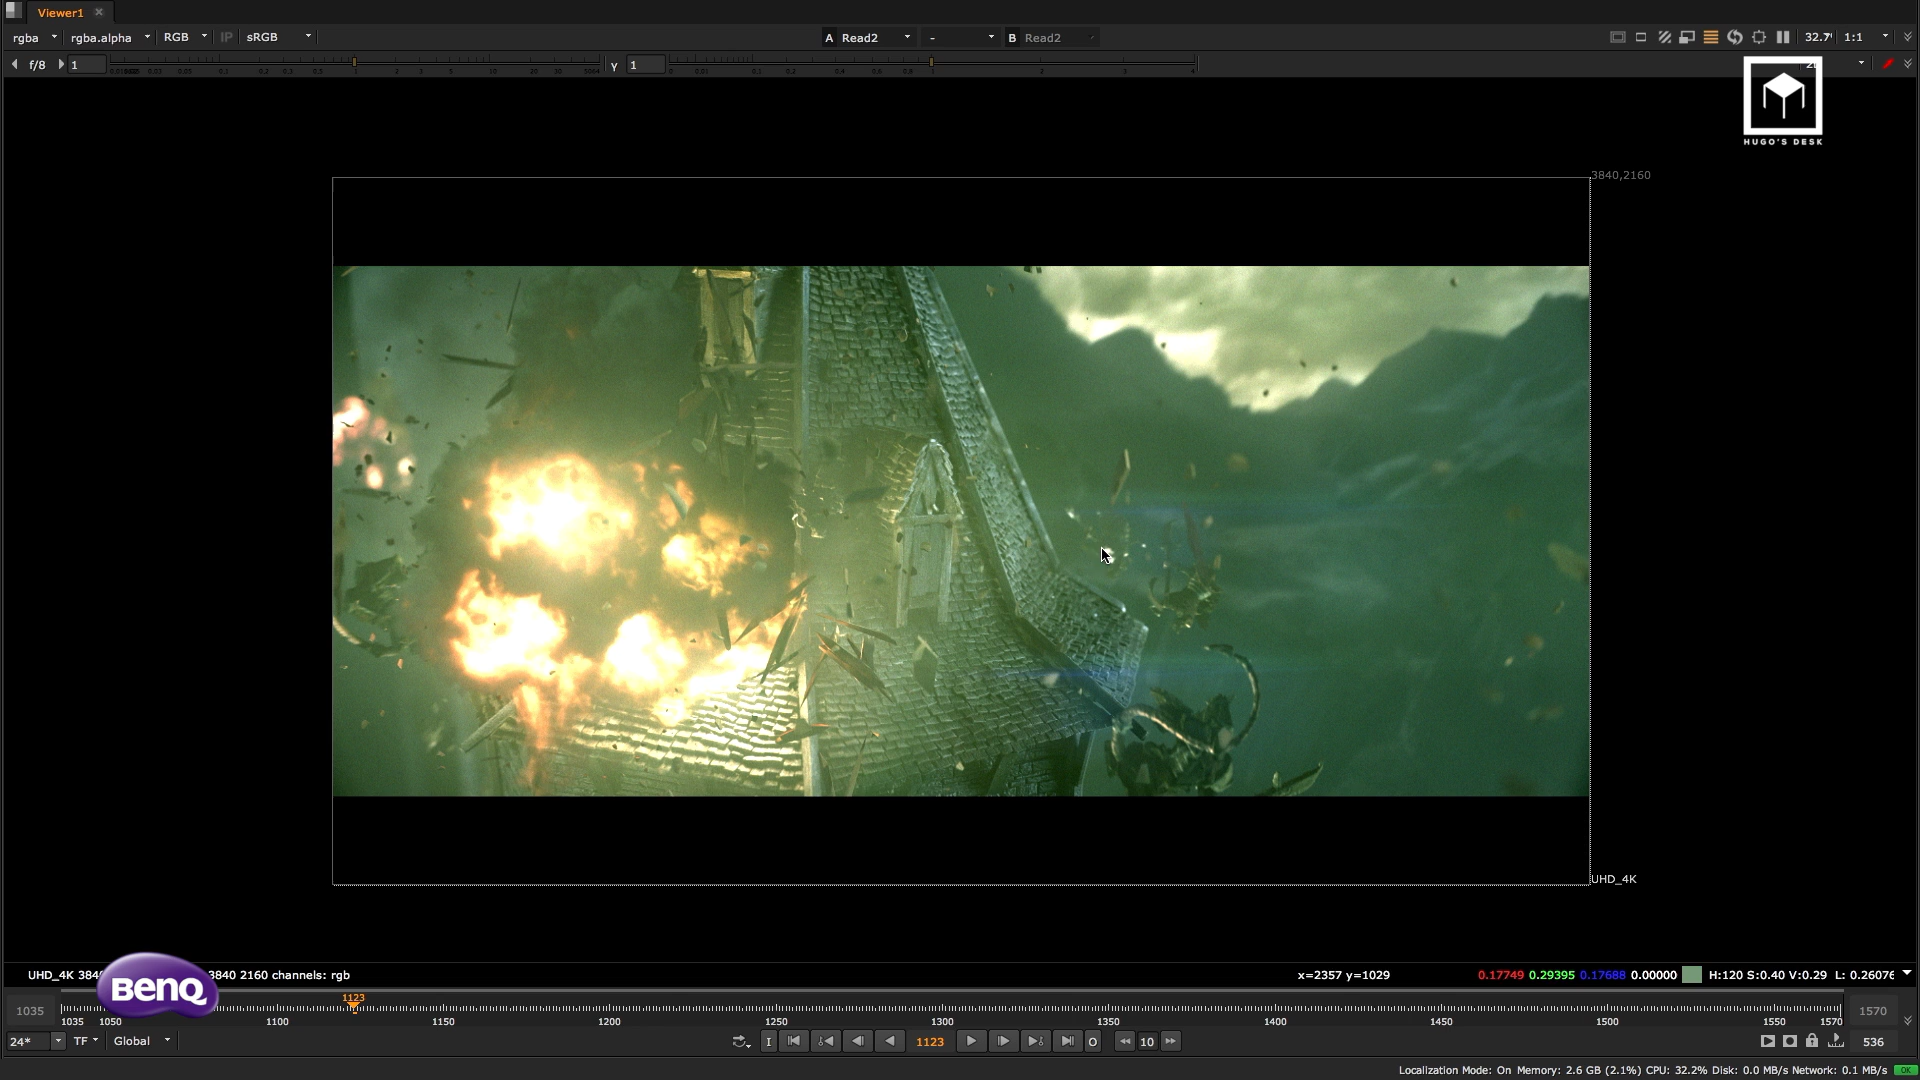 Viewer1
rgba rgba.alpha RGB IP sRGB A Read2 - B Read2 1:1
f/8 1 γ 1
HUGO'S DESK
3840,2160
UHD_4K
UHD_4K 3840 2160 channels: rgb x=2357 y=1029 0.17749 0.29395 0.17688 0.00000 H:120 S:0.40 V:0.29 L: 0.26076
BenQ
1123
1035 1570
1035 1050 1100 1150 1200 1250 1300 1350 1400 1450 1500 1550 1570
24* TF Global I 1123 O 10 536
Localization Mode: On Memory: 2.6 GB (2.1%) CPU: 32.2% Disk: 0.0 MB/s Network: 0.1 MB/s OK